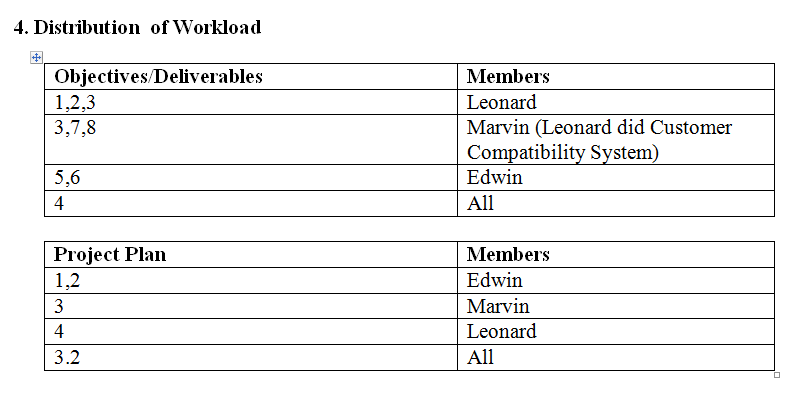 4. Distribution of Workload
Objectives/Deliverables Members
1,2,3 Leonard
3,7,8 Marvin (Leonard did Customer
Compatibility System)
5,6 Edwin
4 All
Project Plan Members
1,2 Edwin
3 Marvin
4 Leonard
3.2 All